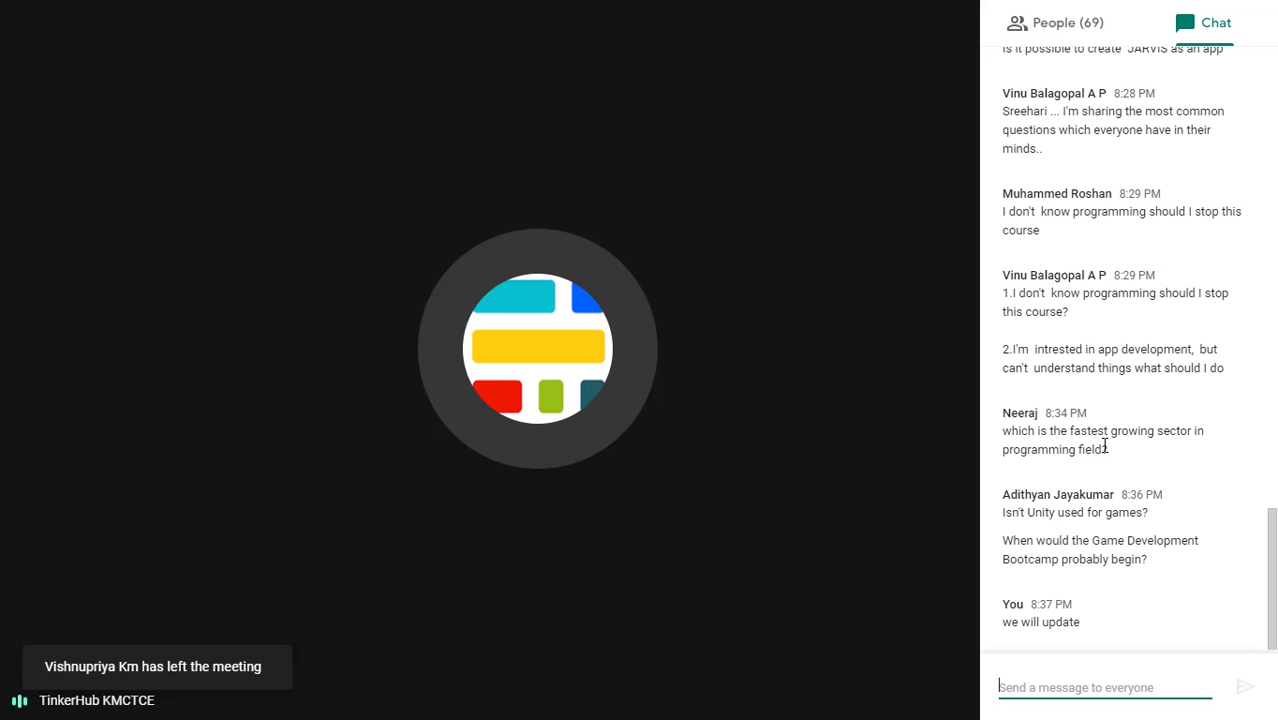 People (69)
Chat
Is it possible to create JARVIS as an app
Vinu Balagopal A P 8:28 PM
Sreehari ... I'm sharing the most common
questions which everyone have in their
minds..
Muhammed Roshan 8:29 PM
I don't know programming should I stop this
course
Vinu Balagopal A P 8:29 PM
1.I don't know programming should I stop
this course?
2.I'm intrested in app development, but
can't understand things what should I do
Neeraj 8:34 PM
which is the fastest growing sector in
programming field?
Adithyan Jayakumar 8:36 PM
Isn't Unity used for games?
When would the Game Development
Bootcamp probably begin?
You 8:37 PM
we will update
Send a message to everyone
Vishnupriya Km has left the meeting
TinkerHub KMCTCE